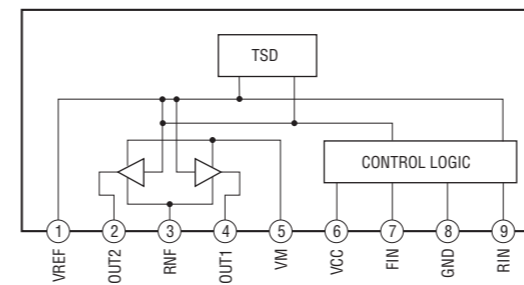 TSD
CONTROL LOGIC
1 2 3 4 5 6 7 8 9
VREF OUT2 RNF OUT1 VM VCC FIN GND RIN